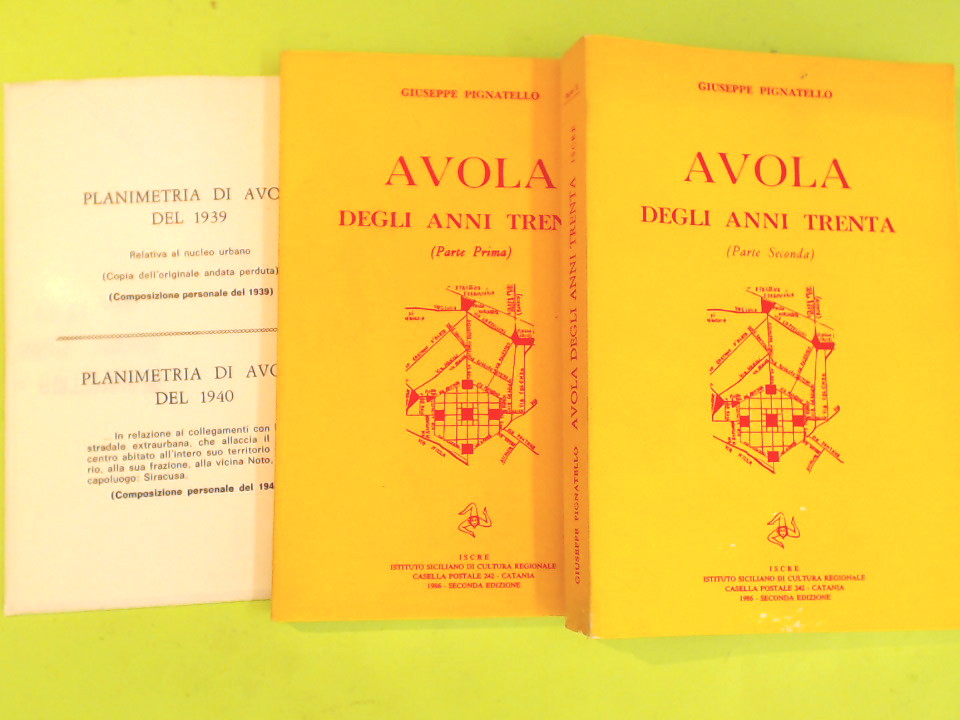 PLANIMETRIA DI AVO
DEL 1939
Relativa al nucleo urbano
(Copia dell'originale andata perduta)
(Composizione personale del 1939)
PLANIMETRIA DI AVO
DEL 1940
In relazione ai collegamenti con l
stradale extraurbana, che allaccia il
centro abitato all'intero suo territorio
rio, alla sua frazione, alla vicina Noto,
capoluogo: Siracusa.
(Composizione personale del 194
GIUSEPPE PIGNATELLO
AVOLA
DEGLI ANNI TREN
(Parte Prima)
ISCRE
ISTITUTO SICILIANO DI CULTURA REGIONALE
CASELLA POSTALE 242 - CATANIA
1986 - SECONDA EDIZIONE
GIUSEPPE PIGNATELLO AVOLA DEGLI ANNI TRENTA ISCRE
GIUSEPPE PIGNATELLO
AVOLA
DEGLI ANNI TRENTA
(Parte Seconda)
ISCRE
ISTITUTO SICILIANO DI CULTURA REGIONALE
CASELLA POSTALE 242 - CATANIA
1986 - SECONDA EDIZIONE